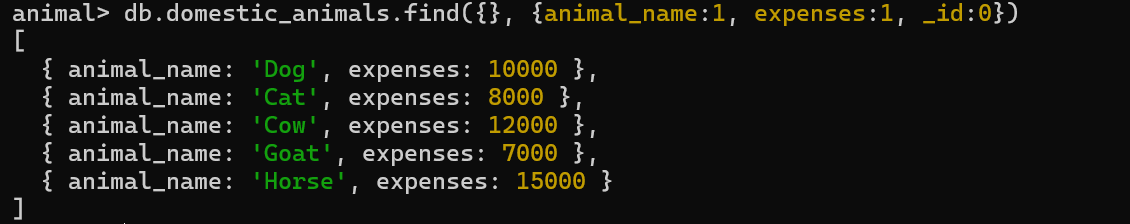 animal> db.domestic_animals.find({}, {animal_name:1, expenses:1, _id:0})
[
  { animal_name: 'Dog', expenses: 10000 },
  { animal_name: 'Cat', expenses: 8000 },
  { animal_name: 'Cow', expenses: 12000 },
  { animal_name: 'Goat', expenses: 7000 },
  { animal_name: 'Horse', expenses: 15000 }
]